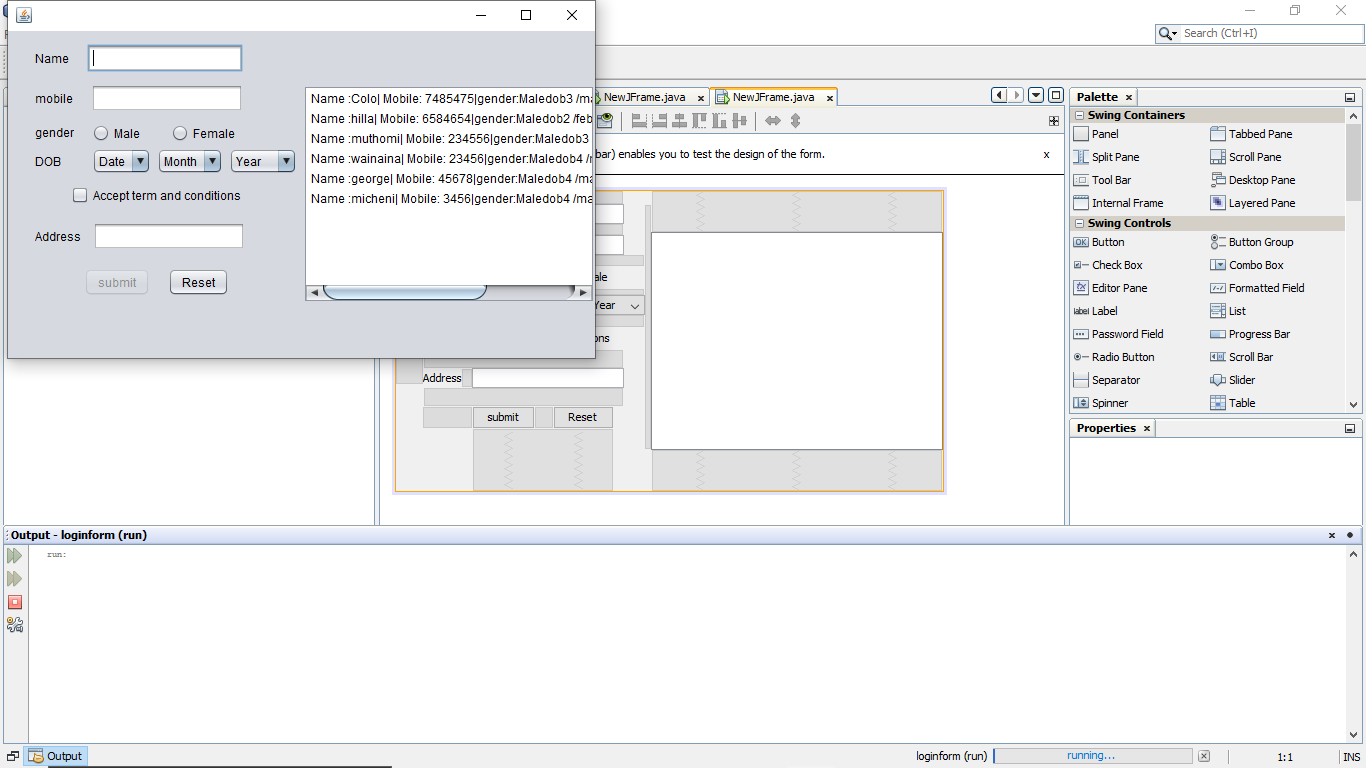 Search (Ctrl+I)
Name
mobile
gender Male Female
DOB Date Month Year
Accept term and conditions
Address
submit Reset
Name :Colo| Mobile: 7485475|gender:Maledob3 /ma
Name :hilla| Mobile: 6584654|gender:Maledob2 /feb
Name :muthomi| Mobile: 234556|gender:Maledob3
Name :wainaina| Mobile: 23456|gender:Maledob4 /
Name :george| Mobile: 45678|gender:Maledob4 /ma
Name :micheni| Mobile: 3456|gender:Maledob4 /ma
NewJFrame.java x NewJFrame.java x
bar) enables you to test the design of the form. x
ale
Year
ons
Address
submit Reset
Palette x
Swing Containers
Panel Tabbed Pane
Split Pane Scroll Pane
Tool Bar Desktop Pane
Internal Frame Layered Pane
Swing Controls
OK Button Button Group
Check Box Combo Box
Editor Pane Formatted Field
label Label List
Password Field Progress Bar
Radio Button Scroll Bar
Separator Slider
Spinner Table
Properties x
Output - loginform (run) x
run:
Output
loginform (run) running... 1:1 INS